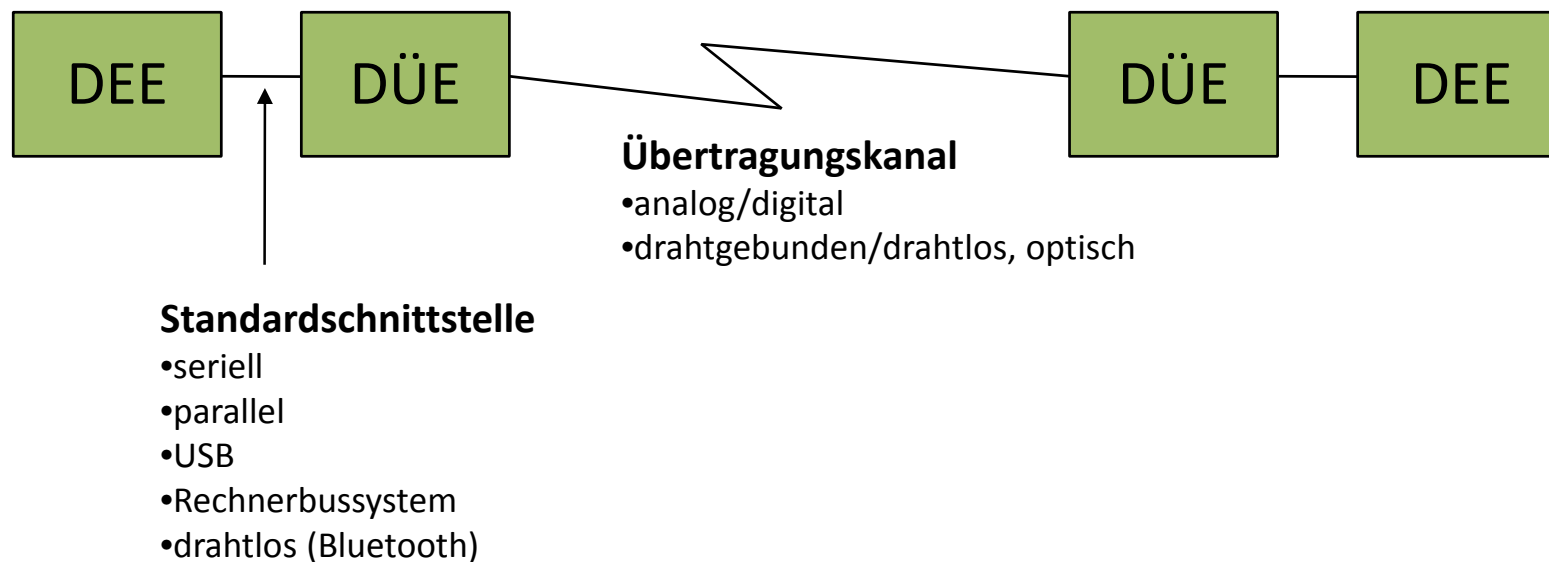 DEE DÜE DÜE DEE
Übertragungskanal
•analog/digital
•drahtgebunden/drahtlos, optisch
Standardschnittstelle
•seriell
•parallel
•USB
•Rechnerbussystem
•drahtlos (Bluetooth)